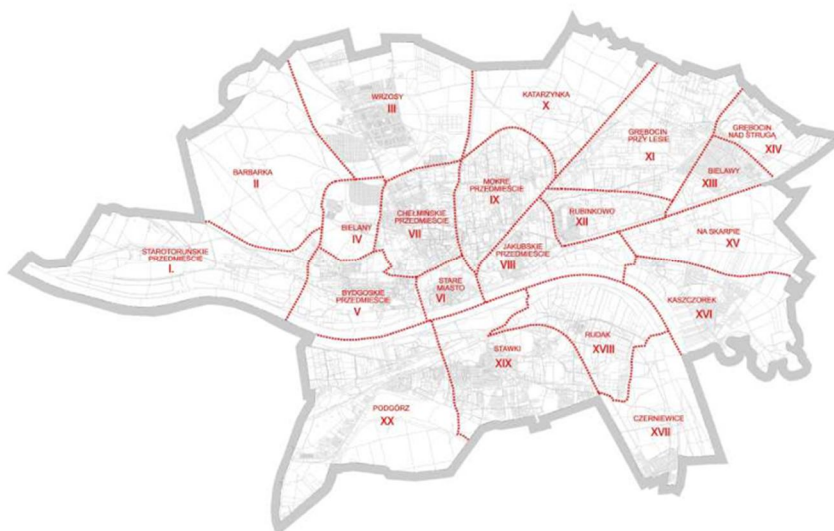 WRZOSY
III
KATARZYNKA
X
GRĘBOCIN
PRZY LESIE
XI
GRĘBOCIN
NAD STRUGĄ
XIV
BARBARKA
II
BIELAWY
XIII
MOKRE
PRZEDMIEŚCIE
IX
CHEŁMIŃSKIE
PRZEDMIEŚCIE
VII
BIELANY
IV
RUBINKOWO
XII
NA SKARPIE
XV
STAROTORUŃSKIE
PRZEDMIEŚCIE
I.
JAKUBSKIE
PRZEDMIEŚCIE
VIII
STARE
MIASTO
VI
BYDGOSKIE
PRZEDMIEŚCIE
V
KASZCZOREK
XVI
RUDAK
XVIII
STAWKI
XIX
PODGÓRZ
XX
CZERNIEWICE
XVII